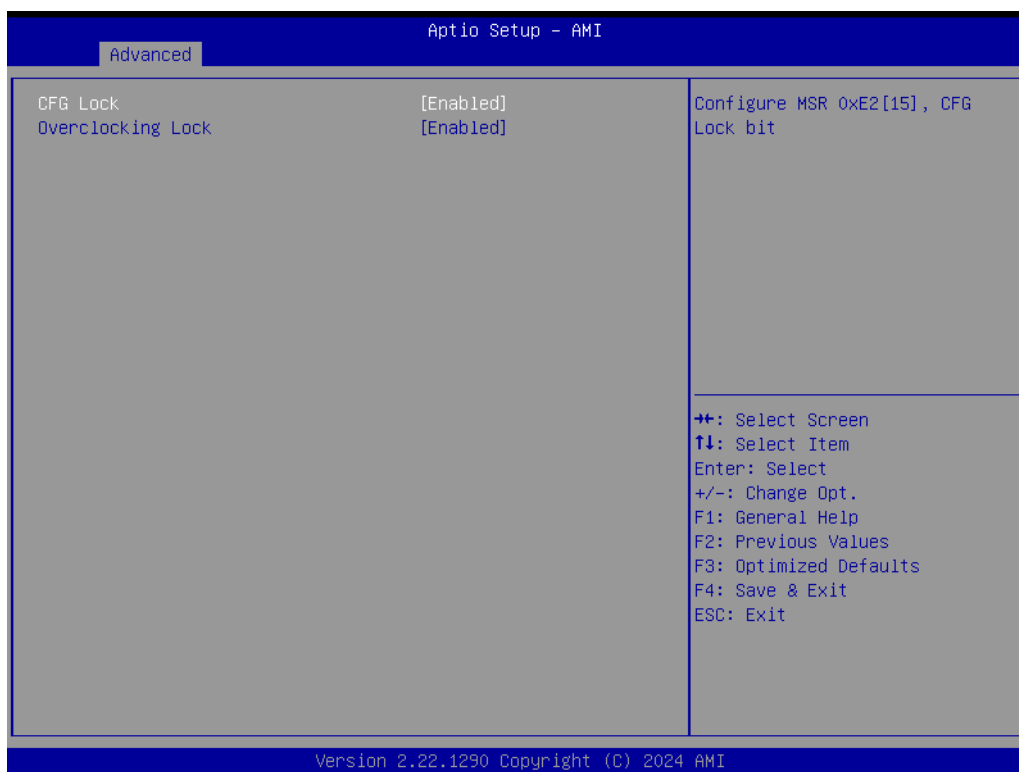 Aptio Setup – AMI
Advanced
CFG Lock [Enabled]
Overclocking Lock [Enabled]
Configure MSR 0xE2[15], CFG
Lock bit
→←: Select Screen
↑↓: Select Item
Enter: Select
+/-: Change Opt.
F1: General Help
F2: Previous Values
F3: Optimized Defaults
F4: Save & Exit
ESC: Exit
Version 2.22.1290 Copyright (C) 2024 AMI